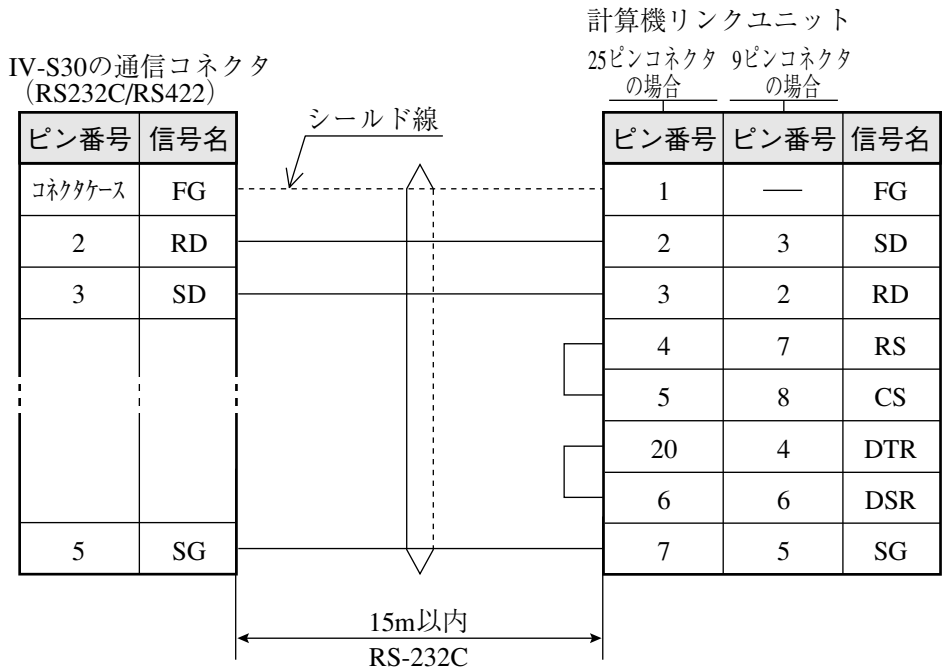 計算機リンクユニット
IV-S30の通信コネクタ
（RS232C/RS422）
25ピンコネクタの場合
9ピンコネクタの場合
シールド線
ピン番号 信号名
コネクタケース FG
2 RD
3 SD
5 SG
ピン番号 ピン番号 信号名
1 — FG
2 3 SD
3 2 RD
4 7 RS
5 8 CS
20 4 DTR
6 6 DSR
7 5 SG
15m以内
RS-232C